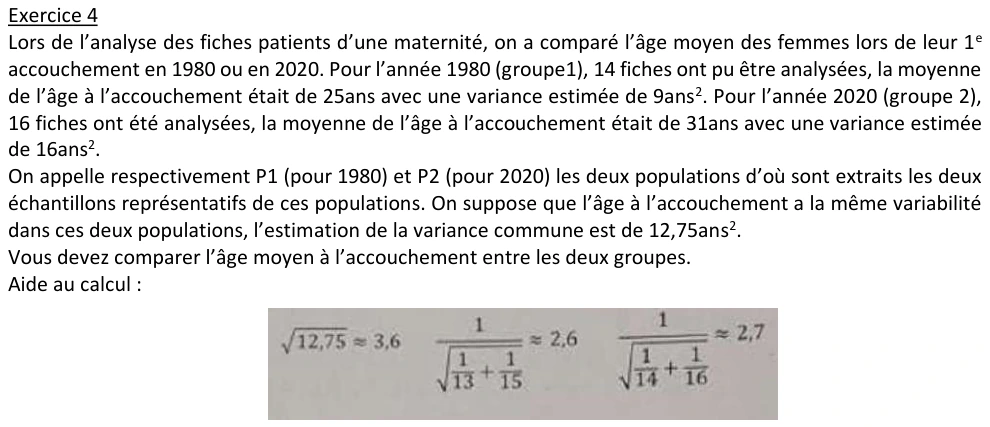 Exercice 4
Lors de l’analyse des fiches patients d’une maternité, on a comparé l’âge moyen des femmes lors de leur 1ᵉ
accouchement en 1980 ou en 2020. Pour l’année 1980 (groupe1), 14 fiches ont pu être analysées, la moyenne
de l’âge à l’accouchement était de 25ans avec une variance estimée de 9ans². Pour l’année 2020 (groupe 2),
16 fiches ont été analysées, la moyenne de l’âge à l’accouchement était de 31ans avec une variance estimée
de 16ans².
On appelle respectivement P1 (pour 1980) et P2 (pour 2020) les deux populations d’où sont extraits les deux
échantillons représentatifs de ces populations. On suppose que l’âge à l’accouchement a la même variabilité
dans ces deux populations, l’estimation de la variance commune est de 12,75ans².
Vous devez comparer l’âge moyen à l’accouchement entre les deux groupes.
Aide au calcul :
√12,75 ≈ 3,6 1/√(1/13 + 1/15) ≈ 2,6 1/√(1/14 + 1/16) ≈ 2,7